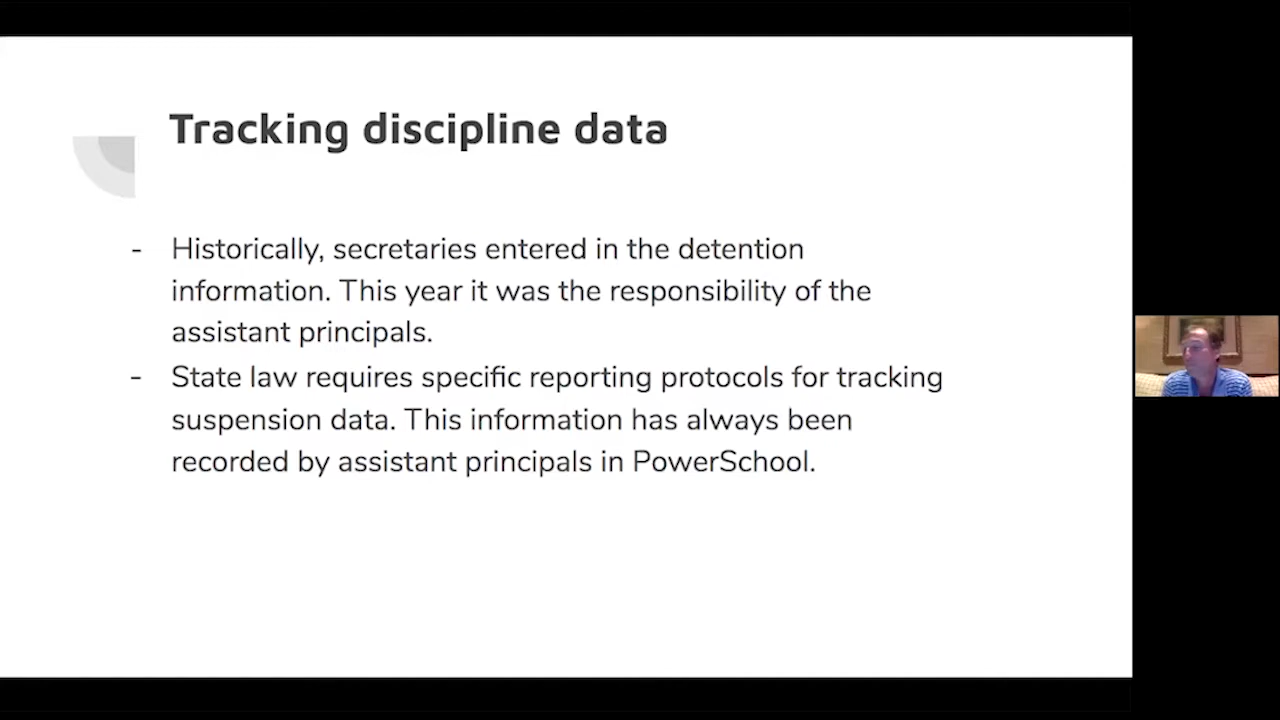 Tracking discipline data
- Historically, secretaries entered in the detention
information. This year it was the responsibility of the
assistant principals.
- State law requires specific reporting protocols for tracking
suspension data. This information has always been
recorded by assistant principals in PowerSchool.